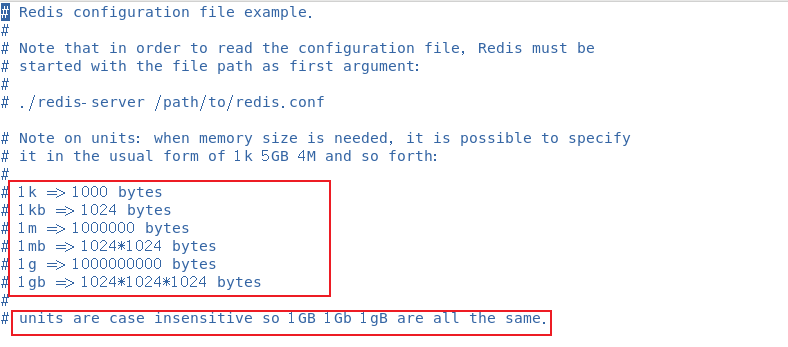 # Redis configuration file example.
#
# Note that in order to read the configuration file, Redis must be
# started with the file path as first argument:
#
# ./redis-server /path/to/redis.conf
# Note on units: when memory size is needed, it is possible to specify
# it in the usual form of 1k 5GB 4M and so forth:
#
# 1k => 1000 bytes
# 1kb => 1024 bytes
# 1m => 1000000 bytes
# 1mb => 1024*1024 bytes
# 1g => 1000000000 bytes
# 1gb => 1024*1024*1024 bytes
#
# units are case insensitive so 1GB 1Gb 1gB are all the same.